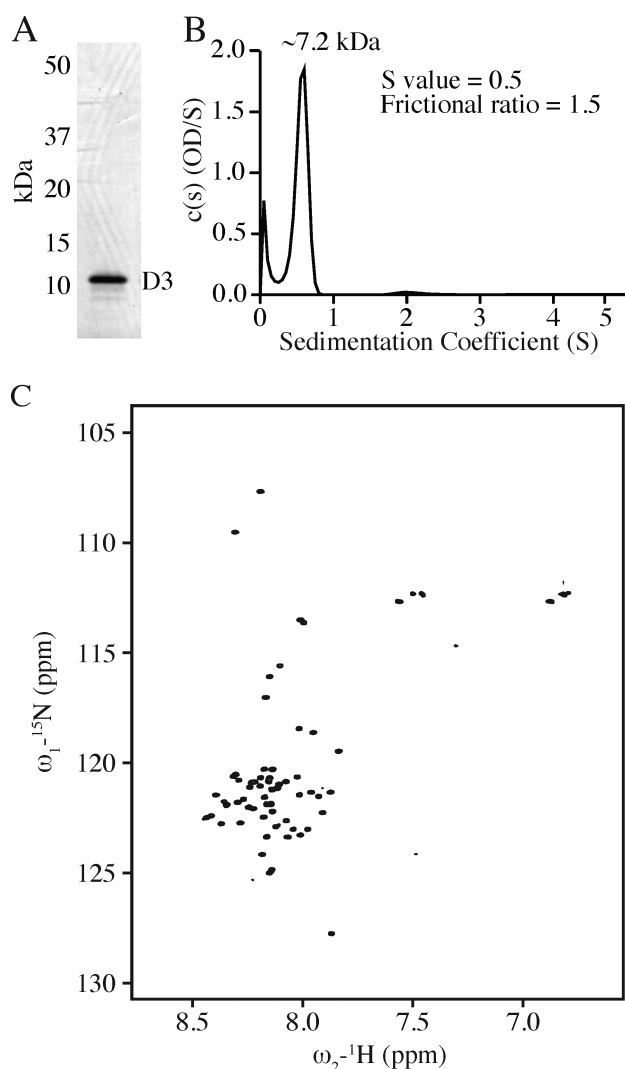 A
50
37
20
15
10
kDa
D3
B
~7.2 kDa
S value = 0.5
Frictional ratio = 1.5
2.0
1.5
1.0
0.5
0.0
c(s) (OD/S)
0 1 2 3 4 5
Sedimentation Coefficient (S)
C
105
110
115
120
125
130
ω₁-¹⁵N (ppm)
8.5 8.0 7.5 7.0
ω₂-¹H (ppm)